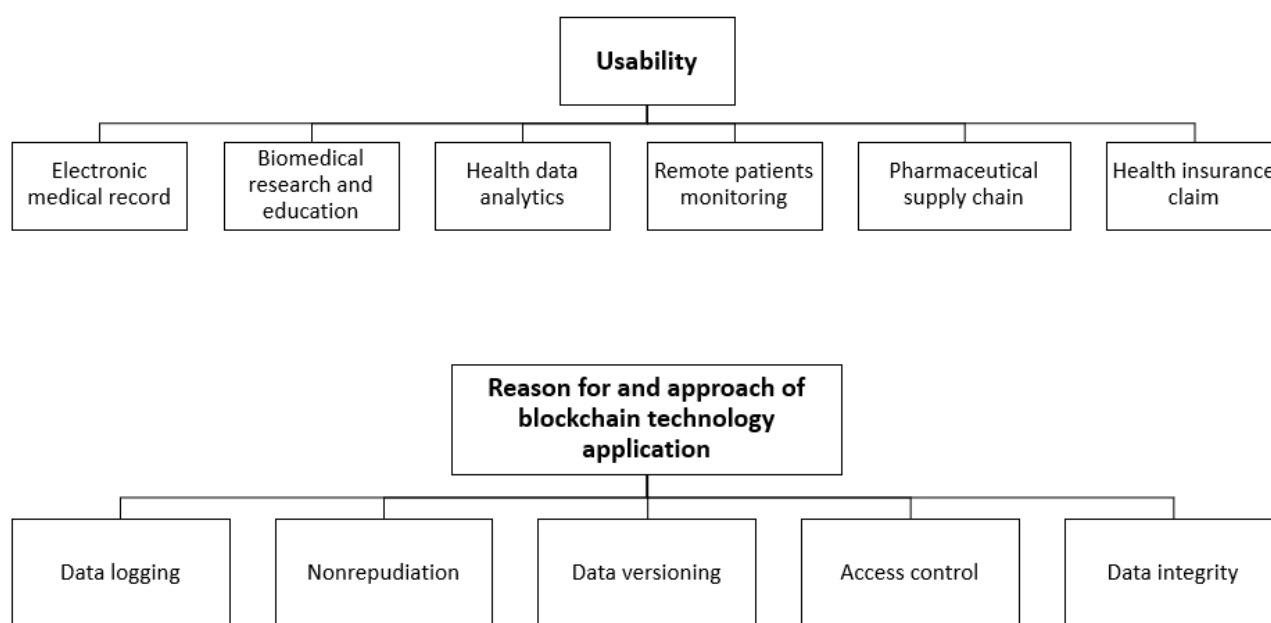 Usability
Electronic
medical record
Biomedical
research and
education
Health data
analytics
Remote patients
monitoring
Pharmaceutical
supply chain
Health insurance
claim
Reason for and approach of
blockchain technology
application
Data logging
Nonrepudiation
Data versioning
Access control
Data integrity